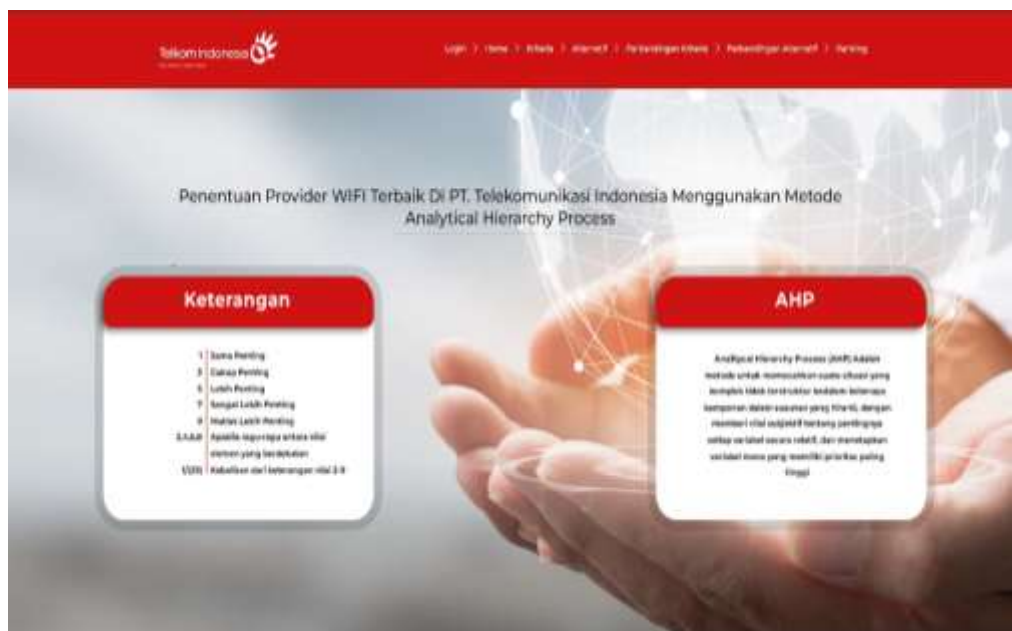 Telkom Indonesia
Login > Home > Kriteria > Alternatif > Perbandingan Kriteria > Perbandingan Alternatif > Ranking
Penentuan Provider WIFI Terbaik Di PT. Telekomunikasi Indonesia Menggunakan Metode
Analytical Hierarchy Process
Keterangan
1 Sama Penting
3 Cukup Penting
5 Lebih Penting
7 Sangat Lebih Penting
9 Mutlak Lebih Penting
2,4,6,8 Apabila ragu-ragu antara nilai
elemen yang berdekatan
Kebalikan dari keterangan nilai 2-9
AHP
Analitycal Hierarchy Process (AHP) Adalah
metode untuk memecahkan suatu situasi yang
komplek tidak terstruktur kedalam beberapa
komponen dalam susunan yang hirarki, dengan
memberi nilai subjektif tentang pentingnya
setiap variabel secara relatif, dan menetapkan
variabel mana yang memiliki prioritas paling
tinggi